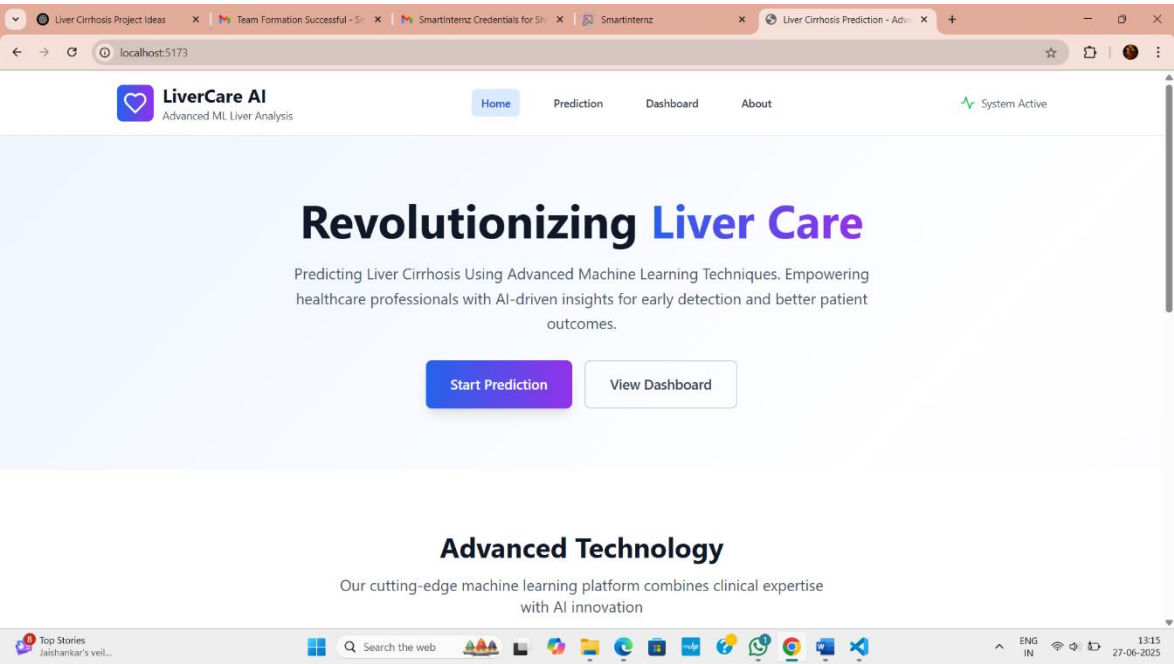 Liver Cirrhosis Project Ideas
Team Formation Successful - Sh
SmartInternz Credentials for Sh
Smartinternz
Liver Cirrhosis Prediction - Adva
localhost:5173
LiverCare AI
Advanced ML Liver Analysis
Home
Prediction
Dashboard
About
System Active
Revolutionizing Liver Care
Predicting Liver Cirrhosis Using Advanced Machine Learning Techniques. Empowering
healthcare professionals with AI-driven insights for early detection and better patient
outcomes.
Start Prediction
View Dashboard
Advanced Technology
Our cutting-edge machine learning platform combines clinical expertise
with AI innovation
8
Top Stories
Jaishankar's veil...
Search the web
ENG
IN
13:15
27-06-2025